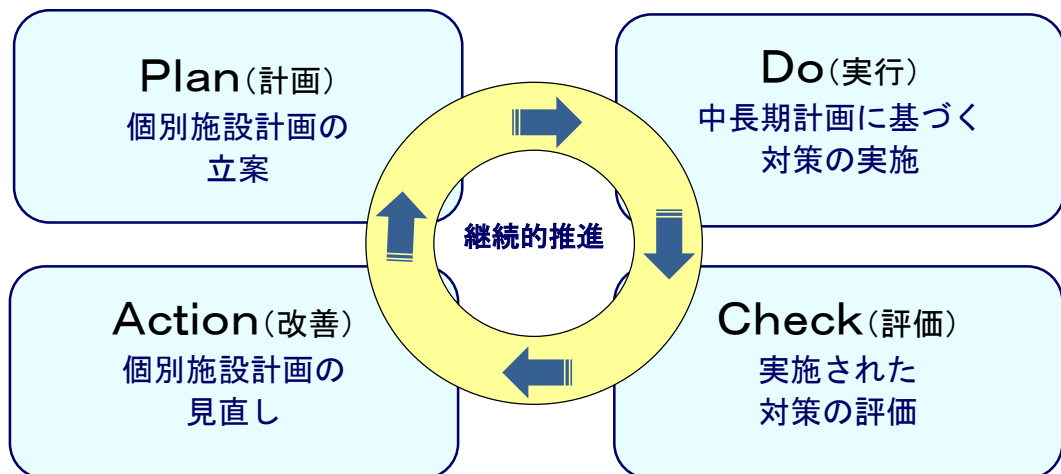 Plan（計画）
個別施設計画の
立案
Do（実行）
中長期計画に基づく
対策の実施
継続的推進
Action（改善）
個別施設計画の
見直し
Check（評価）
実施された
対策の評価